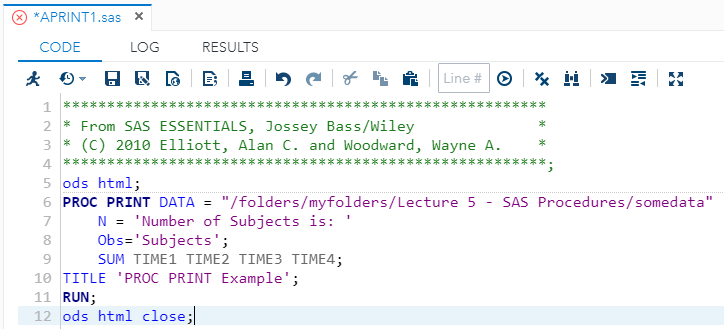 *APRINT1.sas ×
CODE LOG RESULTS
Line #
1 *******************************************************
2 * From SAS ESSENTIALS, Jossey Bass/Wiley *
3 * (C) 2010 Elliott, Alan C. and Woodward, Wayne A. *
4 *******************************************************;
5 ods html;
6 PROC PRINT DATA = "/folders/myfolders/Lecture 5 - SAS Procedures/somedata"
7 N = 'Number of Subjects is: '
8 Obs='Subjects';
9 SUM TIME1 TIME2 TIME3 TIME4;
10 TITLE 'PROC PRINT Example';
11 RUN;
12 ods html close;